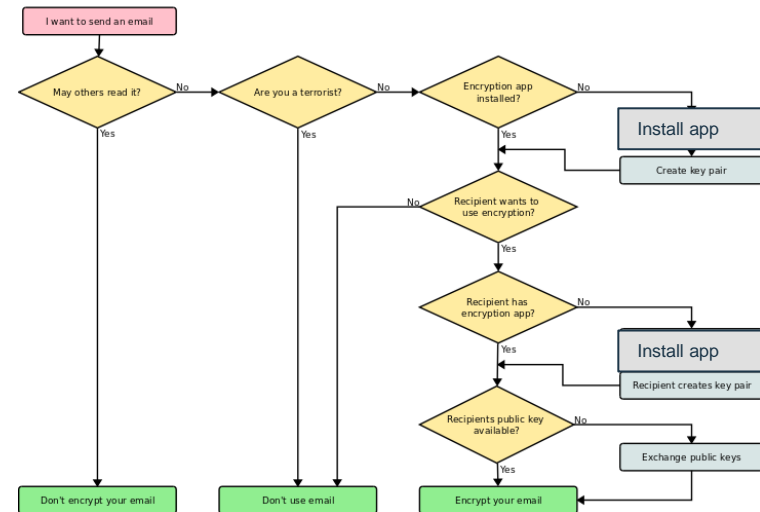 I want to send an email
May others read it?
No
Are you a terrorist?
No
Encryption app
installed?
No
Yes
Yes
Yes
Install app
Create key pair
Recipient wants to
use encryption?
No
Yes
Recipient has
encryption app?
No
Yes
Install app
Recipient creates key pair
Recipients public key
available?
No
Yes
Exchange public keys
Don't encrypt your email
Don't use email
Encrypt your email